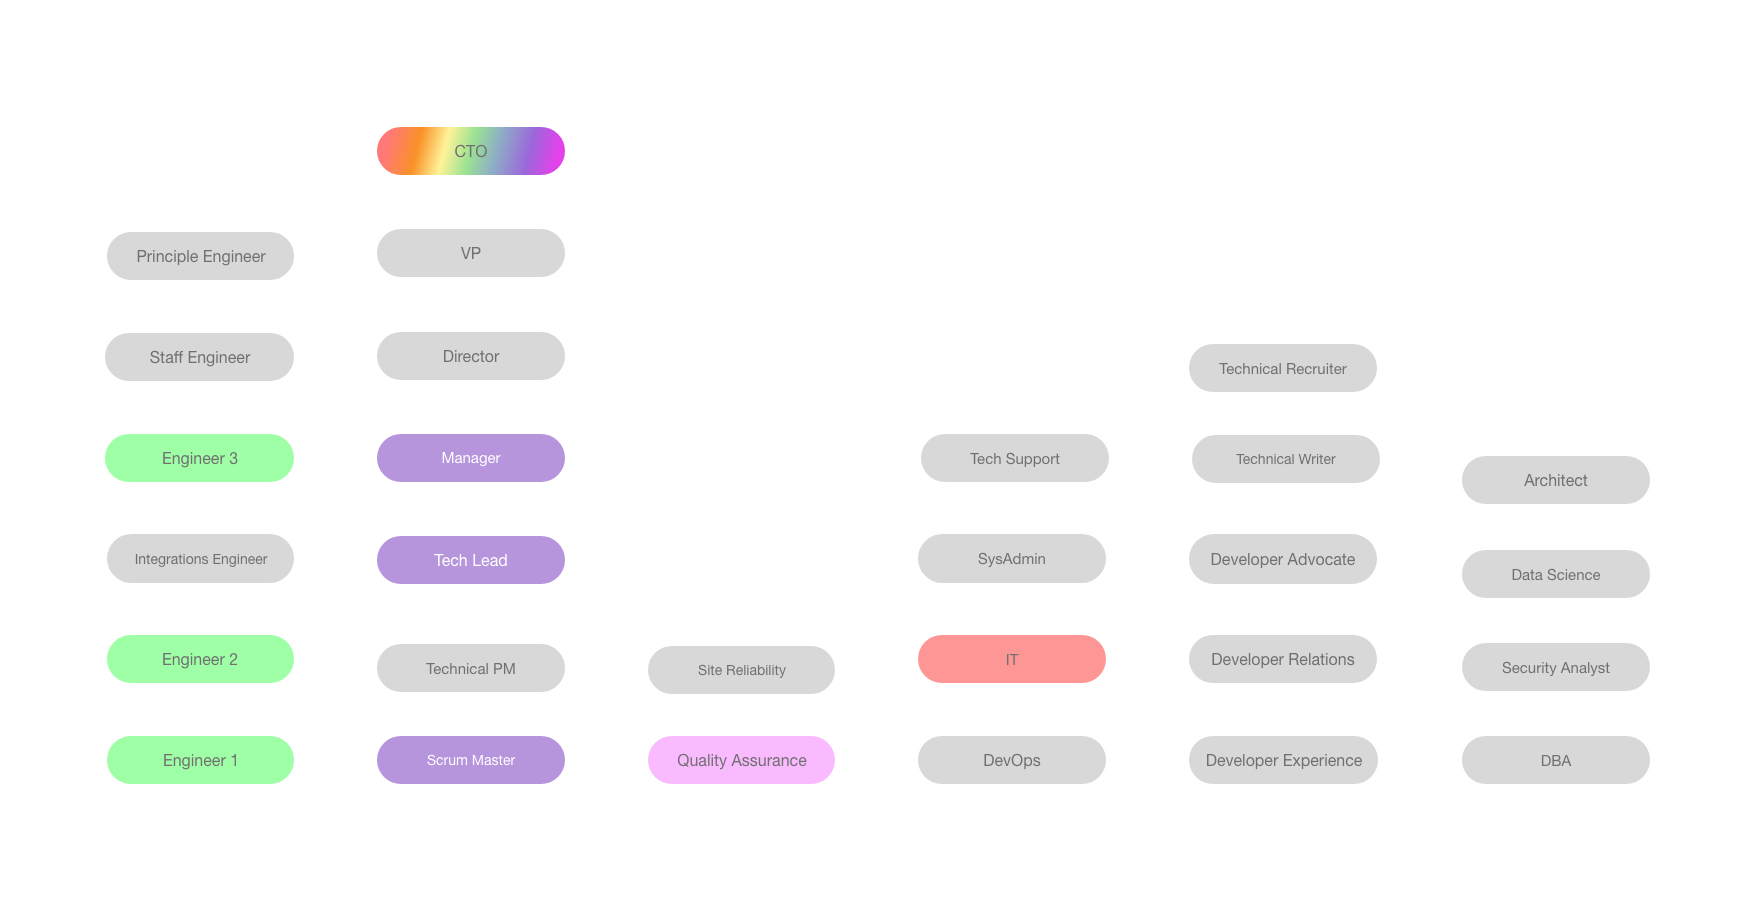 CTO
Principle Engineer
VP
Staff Engineer
Director
Technical Recruiter
Engineer 3
Manager
Tech Support
Technical Writer
Architect
Integrations Engineer
Tech Lead
SysAdmin
Developer Advocate
Data Science
Engineer 2
Technical PM
Site Reliability
IT
Developer Relations
Security Analyst
Engineer 1
Scrum Master
Quality Assurance
DevOps
Developer Experience
DBA